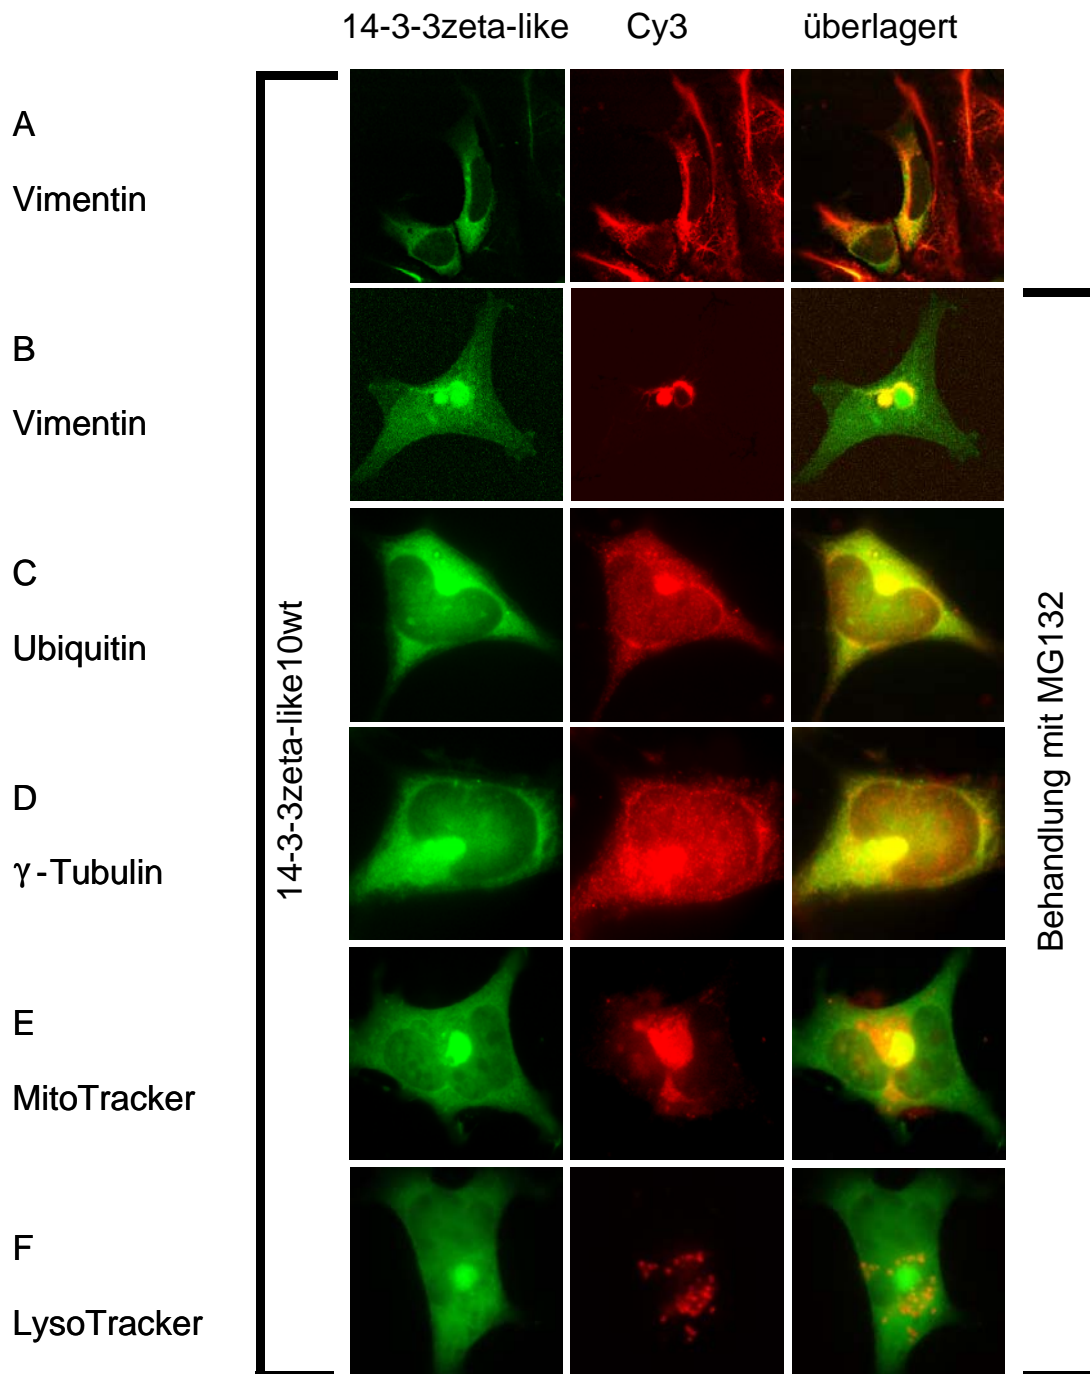 14-3-3zeta-like Cy3 überlagert
A
Vimentin
B
Vimentin
C
Ubiquitin
D
γ-Tubulin
E
MitoTracker
F
LysoTracker
14-3-3zeta-like10wt
Behandlung mit MG132